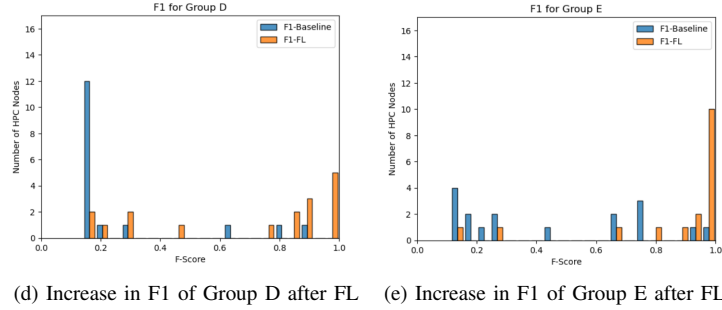 F1 for Group D
F1-Baseline
F1-FL
Number of HPC Nodes
16
14
12
10
8
6
4
2
0
0.0 0.2 0.4 0.6 0.8 1.0
F-Score
(d) Increase in F1 of Group D after FL
F1 for Group E
F1-Baseline
F1-FL
Number of HPC Nodes
16
14
12
10
8
6
4
2
0
0.0 0.2 0.4 0.6 0.8 1.0
F-Score
(e) Increase in F1 of Group E after FL